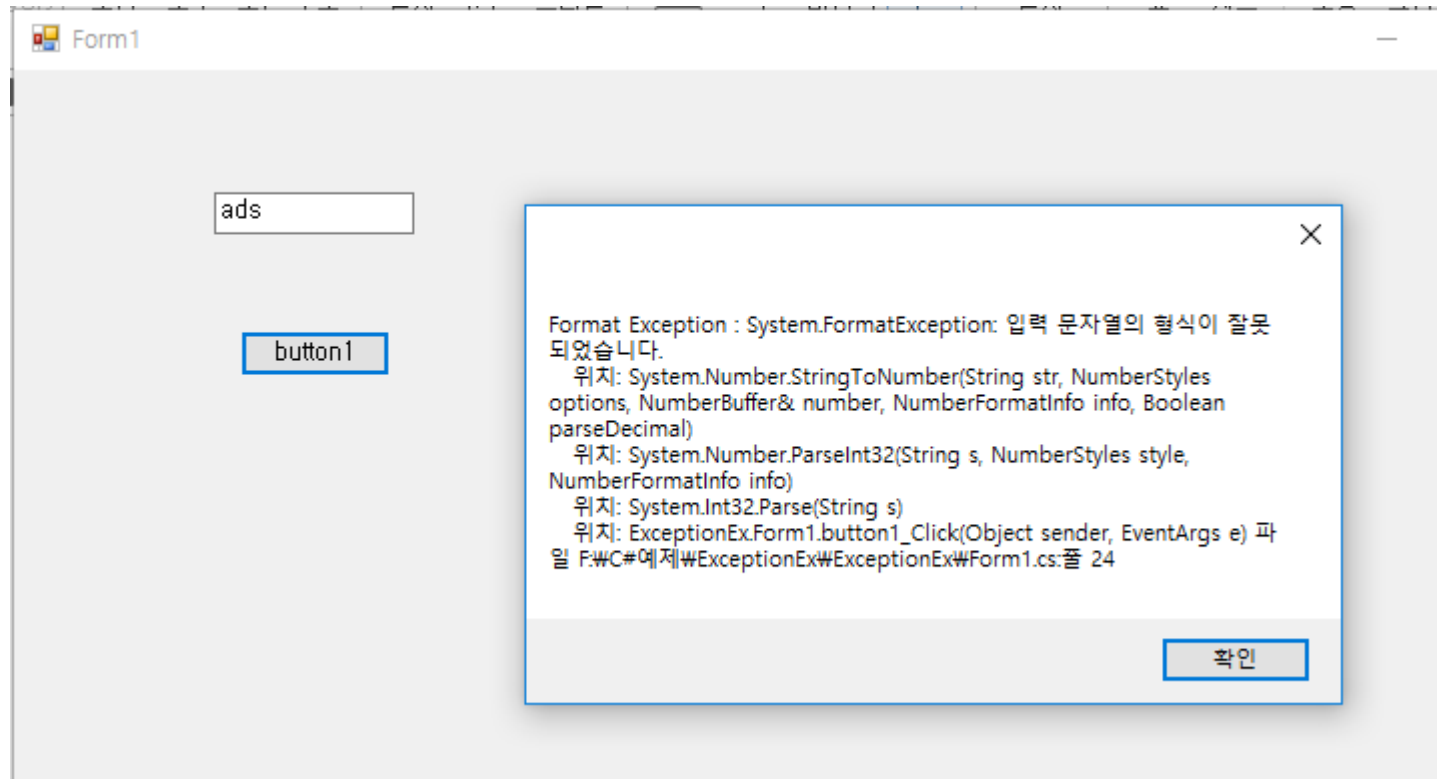 Form1
ads
button1
Format Exception : System.FormatException: 입력 문자열의 형식이 잘못
되었습니다.
위치: System.Number.StringToNumber(String str, NumberStyles
options, NumberBuffer& number, NumberFormatInfo info, Boolean
parseDecimal)
위치: System.Number.ParseInt32(String s, NumberStyles style,
NumberFormatInfo info)
위치: System.Int32.Parse(String s)
위치: ExceptionEx.Form1.button1_Click(Object sender, EventArgs e) 파
일 F:₩C#예제₩ExceptionEx₩ExceptionEx₩Form1.cs:줄 24
확인